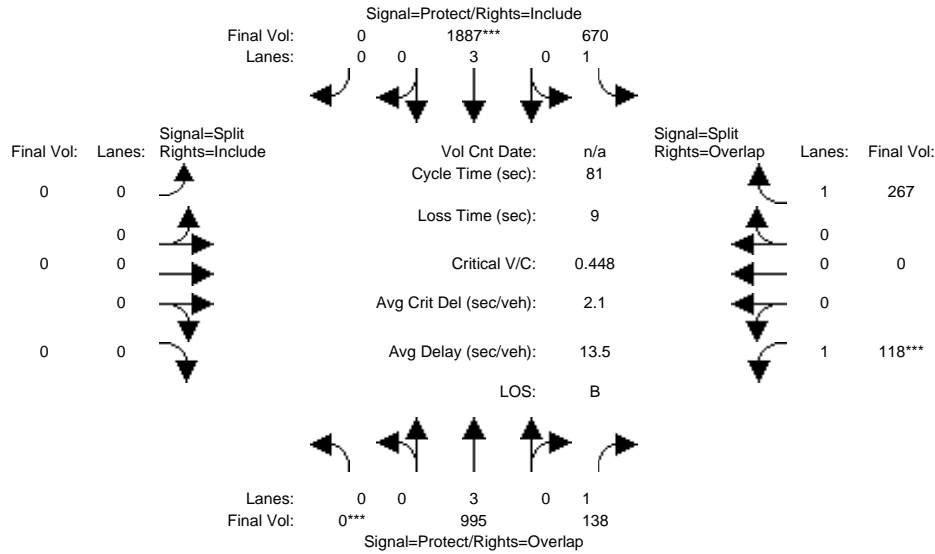 Signal=Protect/Rights=Include
Final Vol: 0 1887*** 670
Lanes: 0 0 3 0 1
Signal=Split
Final Vol: Lanes: Rights=Include
Vol Cnt Date: n/a
Signal=Split
Rights=Overlap Lanes: Final Vol:
0 0
Cycle Time (sec): 81
1 267
0
Loss Time (sec): 9
0
0 0
Critical V/C: 0.448
0 0
0
Avg Crit Del (sec/veh): 2.1
0
0 0
Avg Delay (sec/veh): 13.5
1 118***
LOS: B
Lanes: 0 0 3 0 1
Final Vol: 0*** 995 138
Signal=Protect/Rights=Overlap